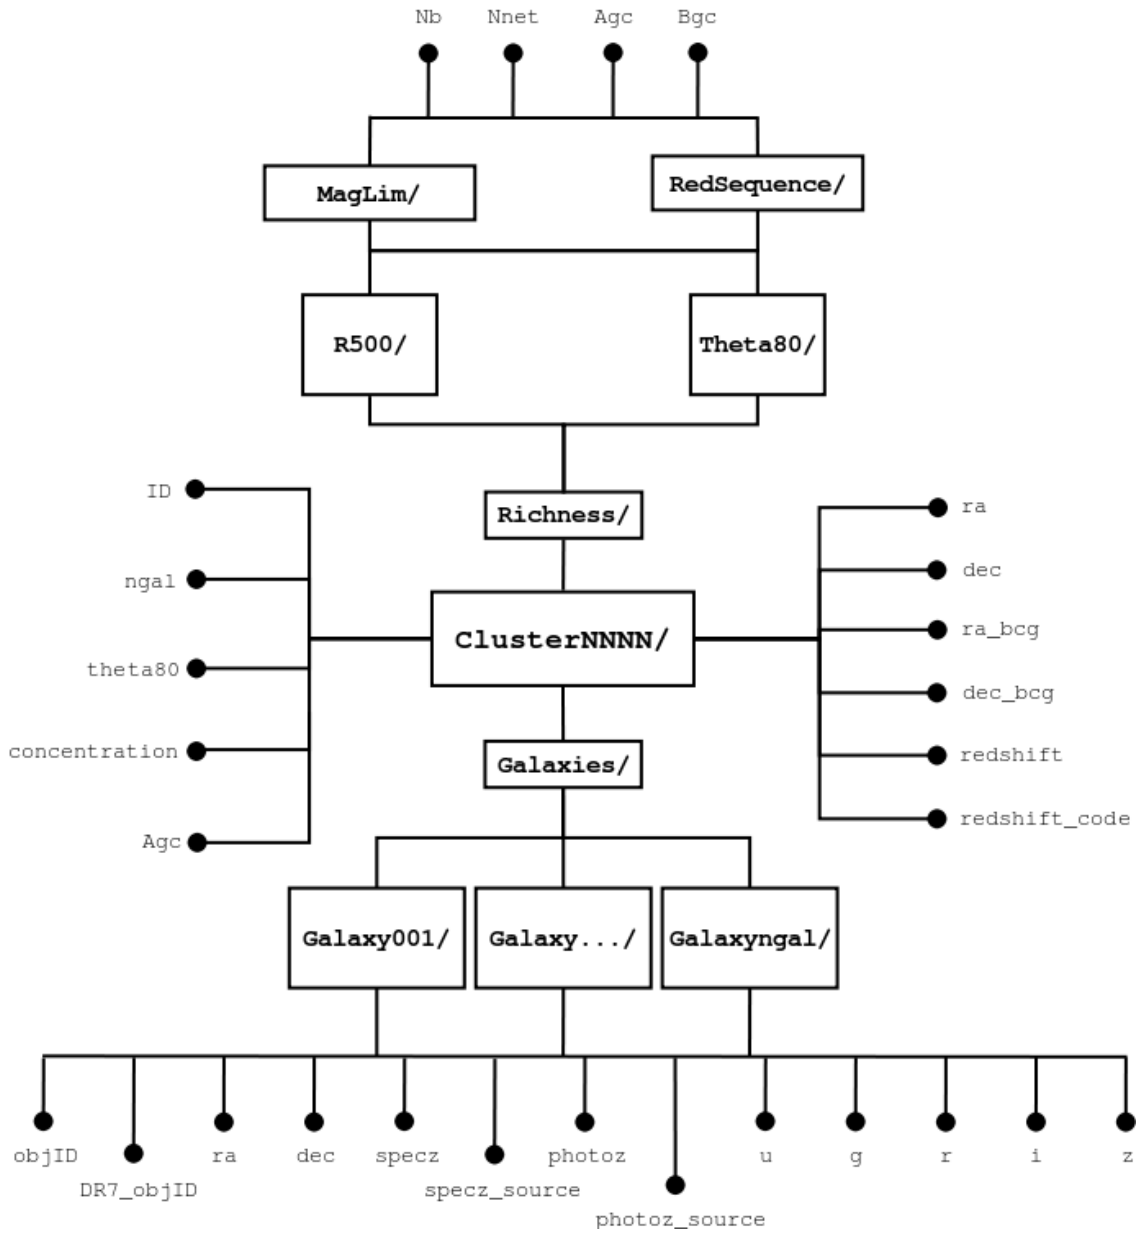 Nb Nnet Agc Bgc
MagLim/ RedSequence/
R500/ Theta80/
ID
Richness/
ra
dec
ngal
ClusterNNNN/
ra_bcg
theta80
dec_bcg
concentration
Galaxies/
redshift
redshift_code
Agc
Galaxy001/ Galaxy.../ Galaxyngal/
objID ra dec specz photoz u g r i z
DR7_objID specz_source
photoz_source